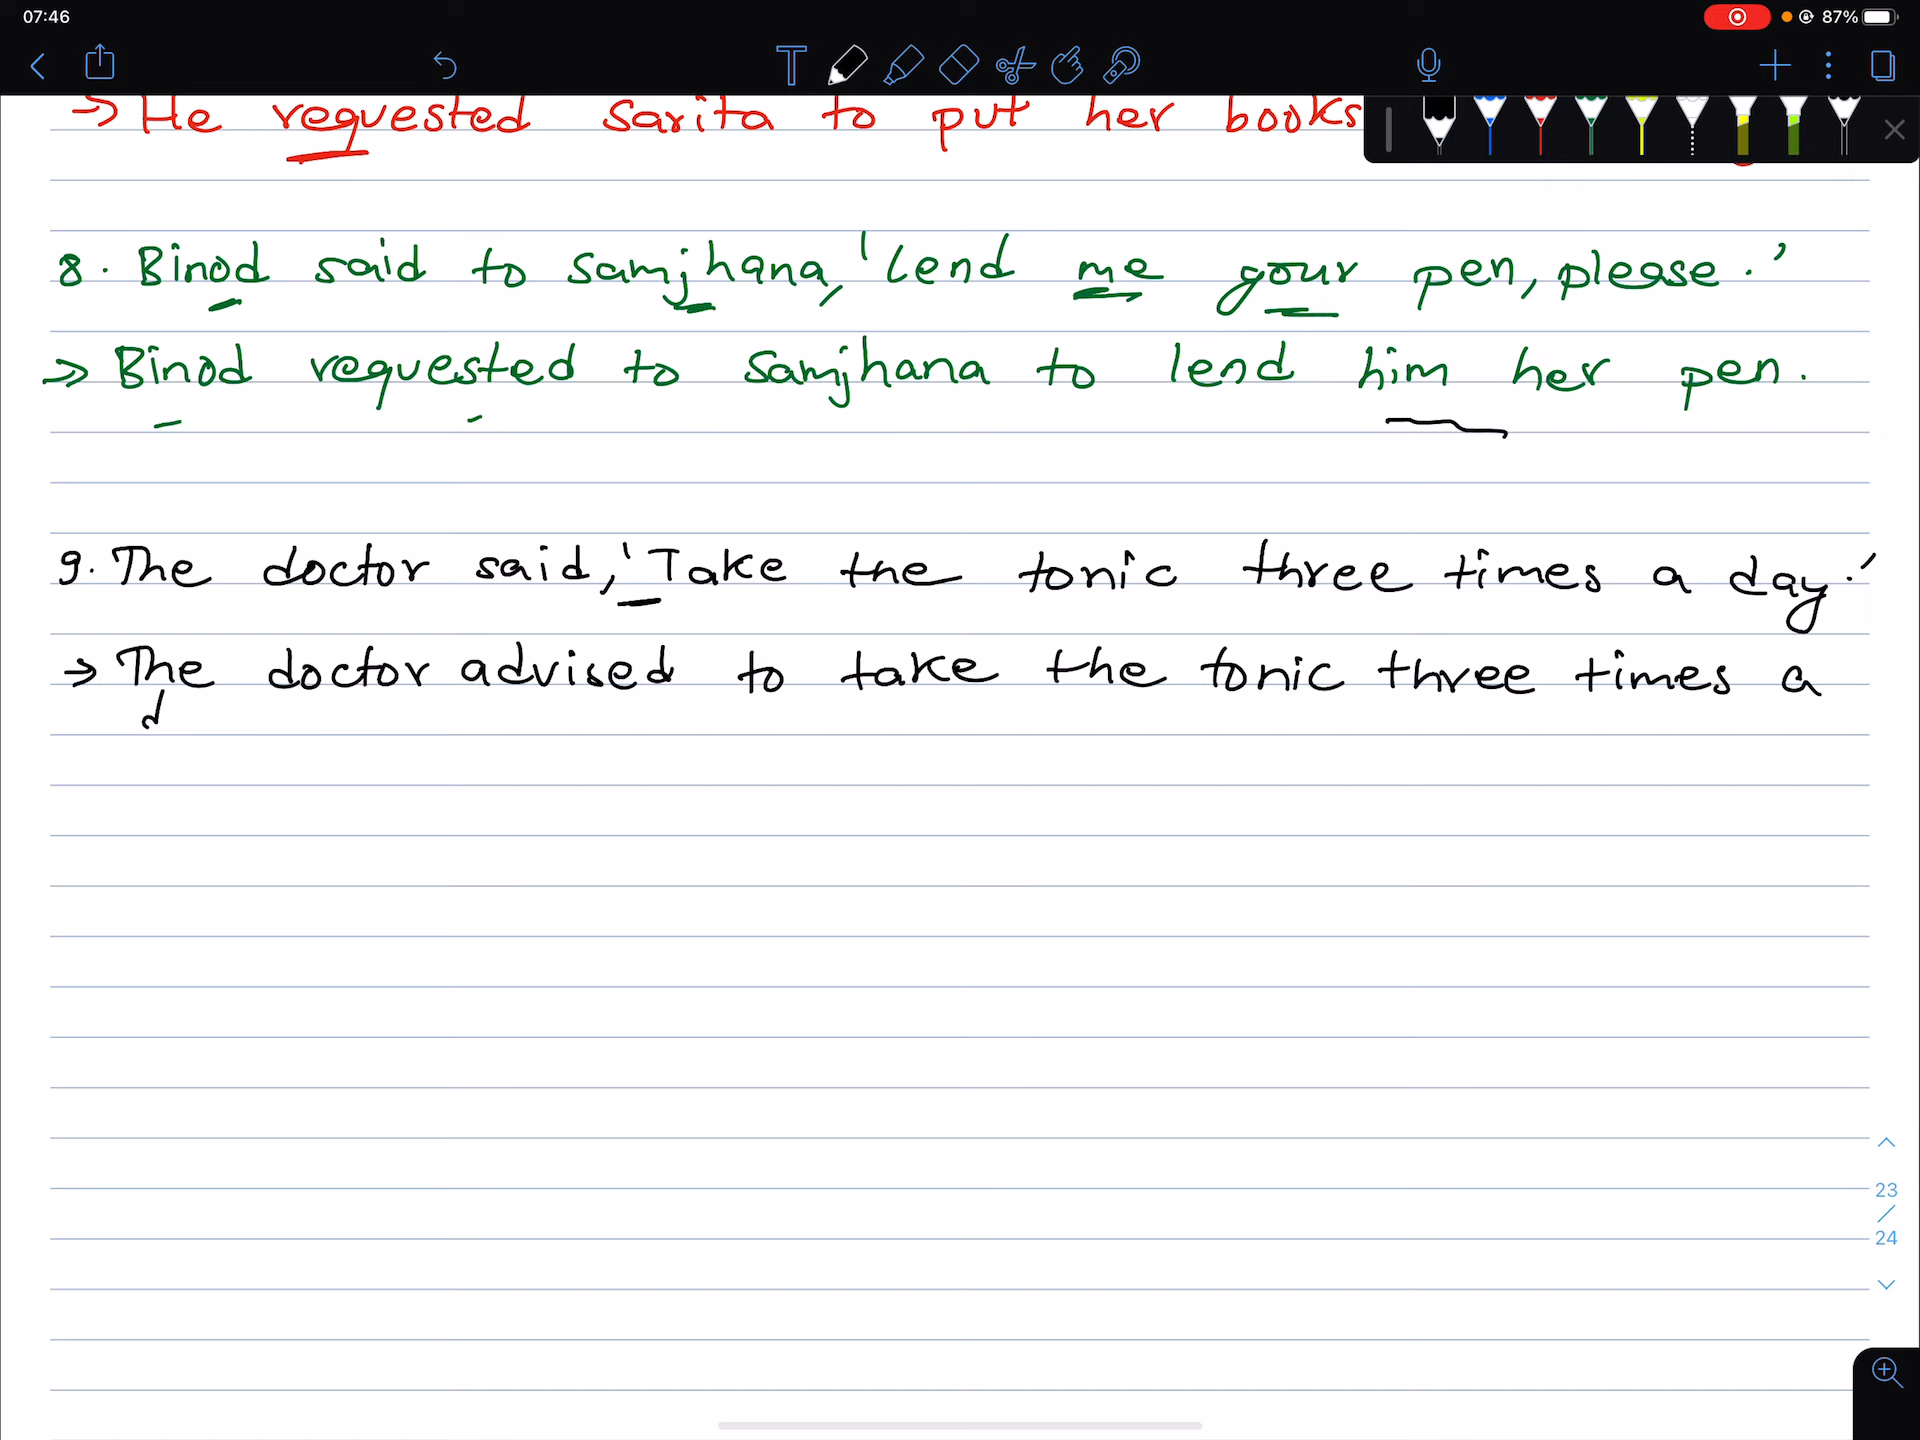 07:46
87%
→ He requested sarita to put her books
8. Binod said to samjhana, 'lend me your pen, please.'
⇒ Binod requested to samjhana to lend him her pen.
9. The doctor said, 'Take the tonic three times a day.'
→ The doctor advised to take the tonic three times a
d
23
/
24